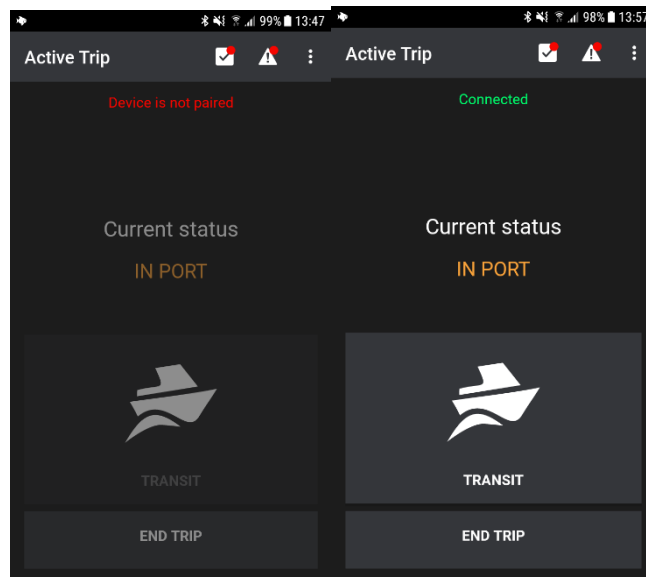 99% 13:47
Active Trip
Device is not paired
Current status
IN PORT
TRANSIT
END TRIP
98% 13:57
Active Trip
Connected
Current status
IN PORT
TRANSIT
END TRIP